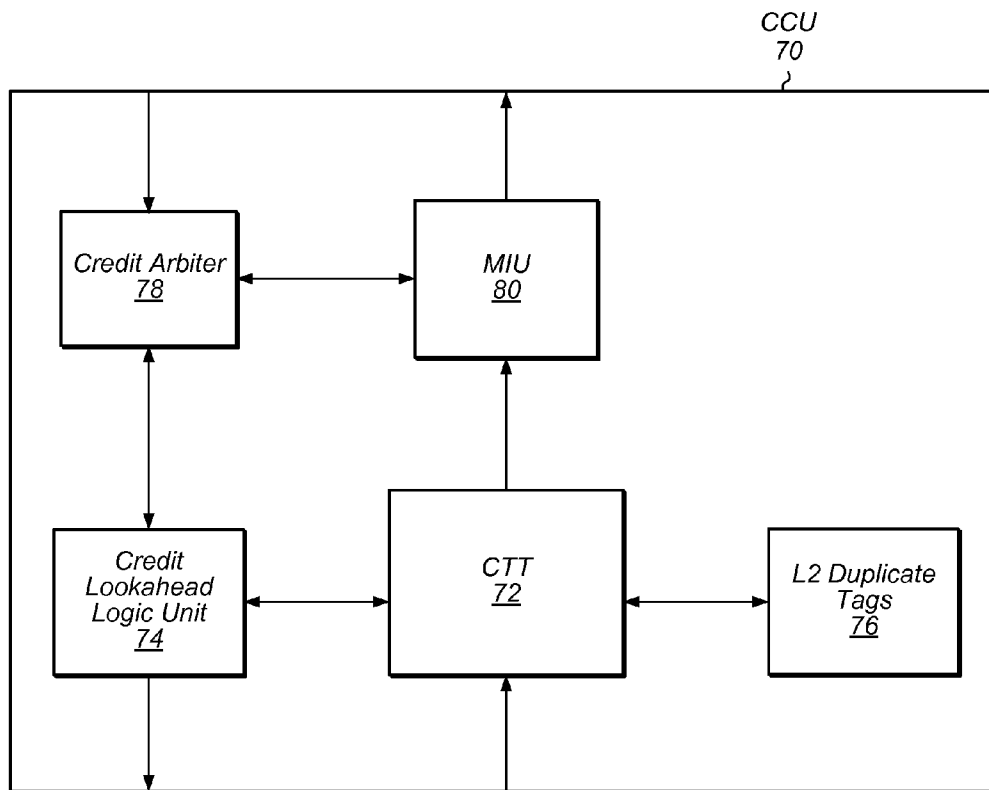 CCU
70
Credit Arbiter
78
MIU
80
Credit
Lookahead
Logic Unit
74
CTT
72
L2 Duplicate
Tags
76